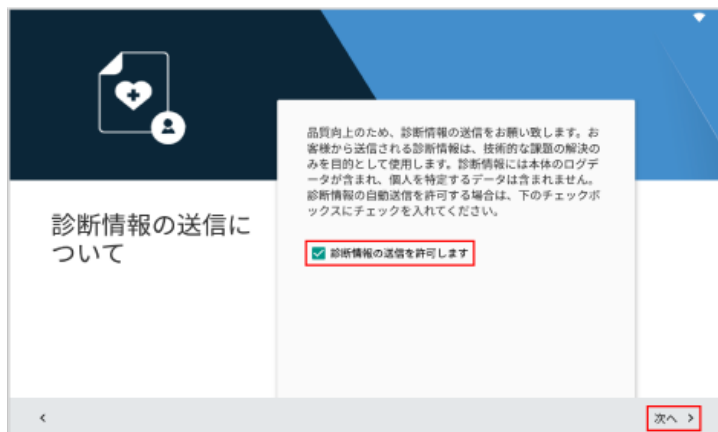 診断情報の送信に
ついて
品質向上のため、診断情報の送信をお願い致します。お
客様から送信される診断情報は、技術的な課題の解決の
みを目的として使用します。診断情報には本体のログデ
ータが含まれ、個人を特定するデータは含まれません。
診断情報の自動送信を許可する場合は、下のチェックボ
ックスにチェックを入れてください。
診断情報の送信を許可します
次へ